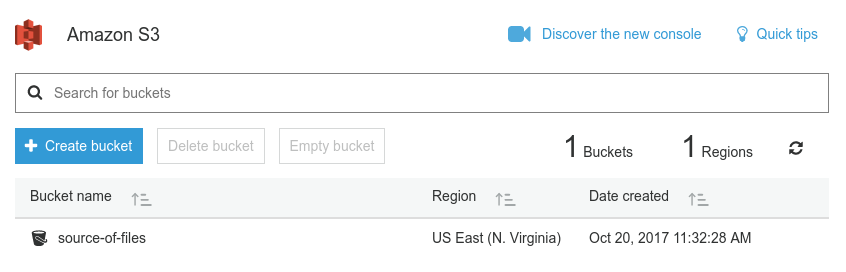 Amazon S3 Discover the new console Quick tips
Search for buckets
Create bucket Delete bucket Empty bucket 1 Buckets 1 Regions
Bucket name Region Date created
source-of-files US East (N. Virginia) Oct 20, 2017 11:32:28 AM